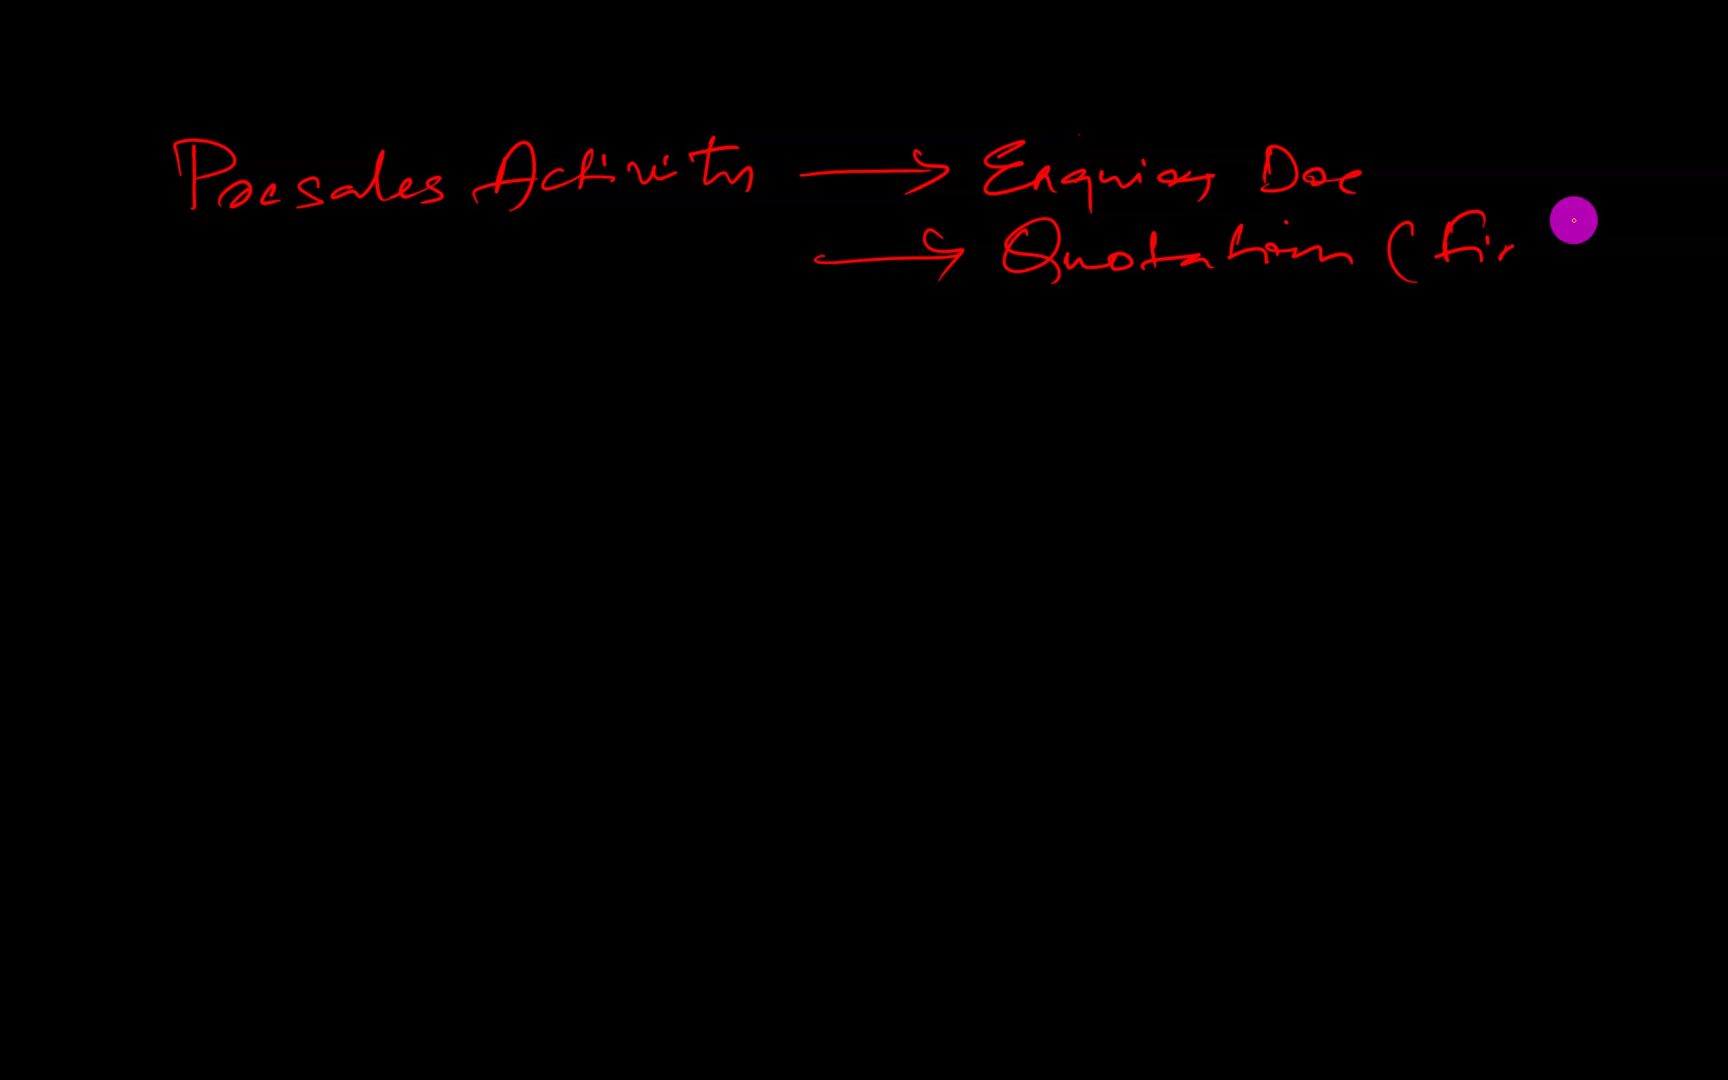 Presales Activity → Enquiry Doc
→ Quotation (Fir